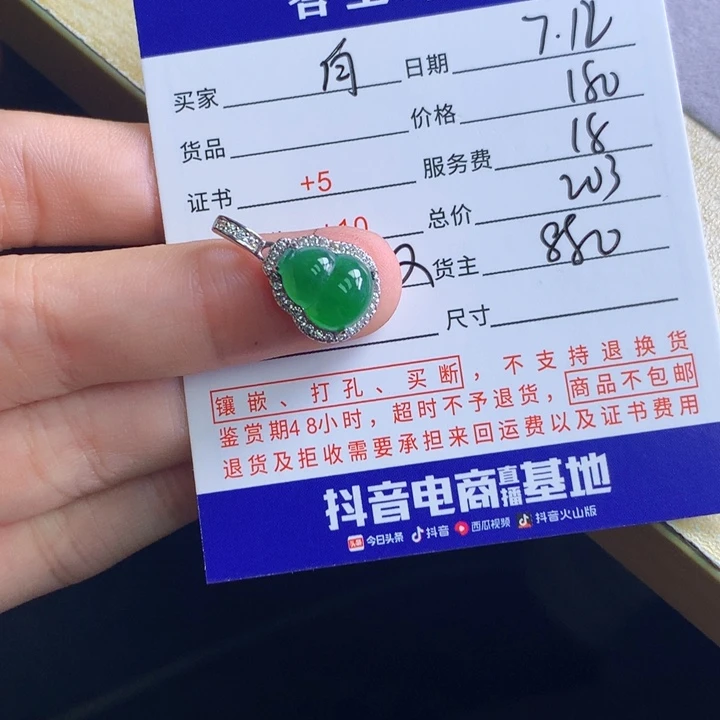 买家 日期 7.12
货品 价格 180
证书 +5 服务费 18
总价 203
货主 880
尺寸
镶嵌、打孔、买断，不支持退换货
鉴赏期48小时，超时不予退货，商品不包邮
退货及拒收需要承担来回运费以及证书费用
抖音电商直播基地
头条 今日头条 抖音 西瓜视频 抖音火山版